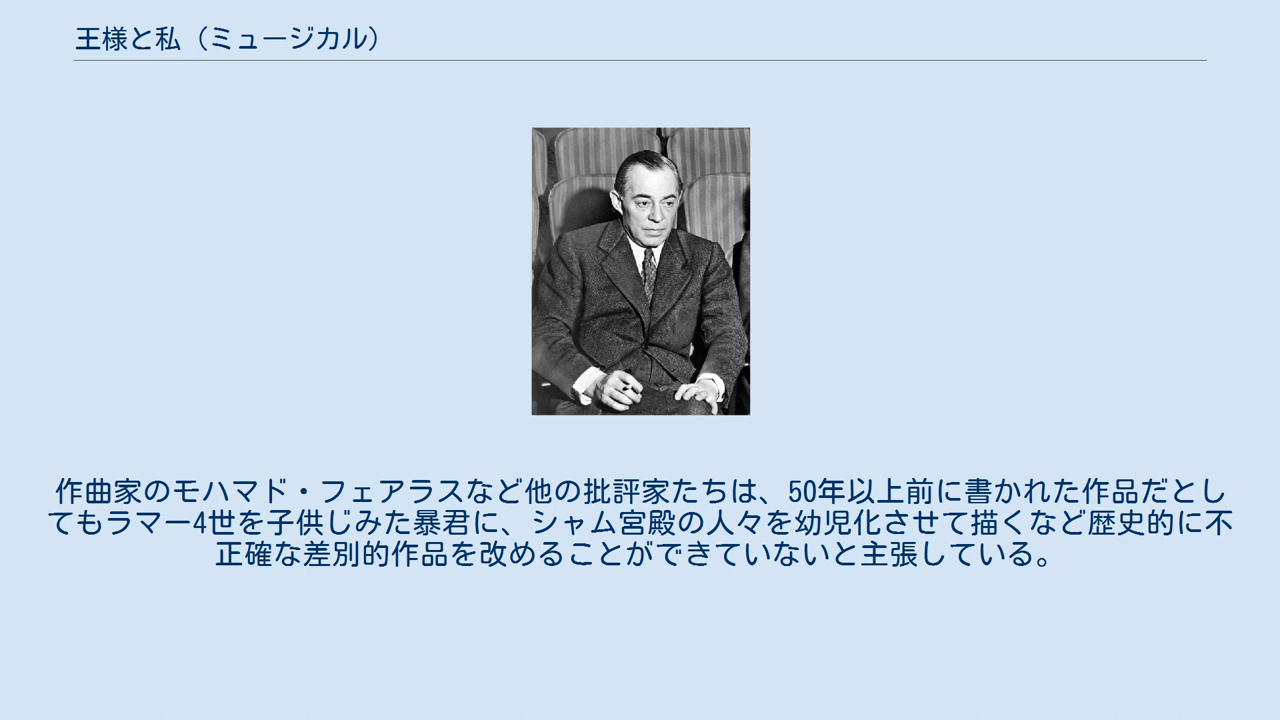 王様と私（ミュージカル）
作曲家のモハマド・フェアラスなど他の批評家たちは、50年以上前に書かれた作品だとし
てもラマー4世を子供じみた暴君に、シャム宮殿の人々を幼児化させて描くなど歴史的に不
正確な差別的作品を改めることができていないと主張している。